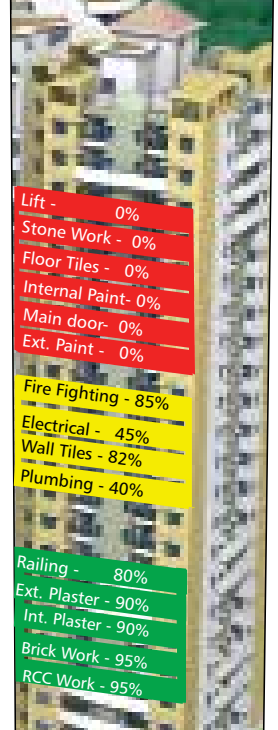 Lift - 0%
Stone Work - 0%
Floor Tiles - 0%
Internal Paint- 0%
Main door- 0%
Ext. Paint - 0%
Fire Fighting - 85%
Electrical - 45%
Wall Tiles - 82%
Plumbing - 40%
Railing - 80%
Ext. Plaster - 90%
Int. Plaster - 90%
Brick Work - 95%
RCC Work - 95%